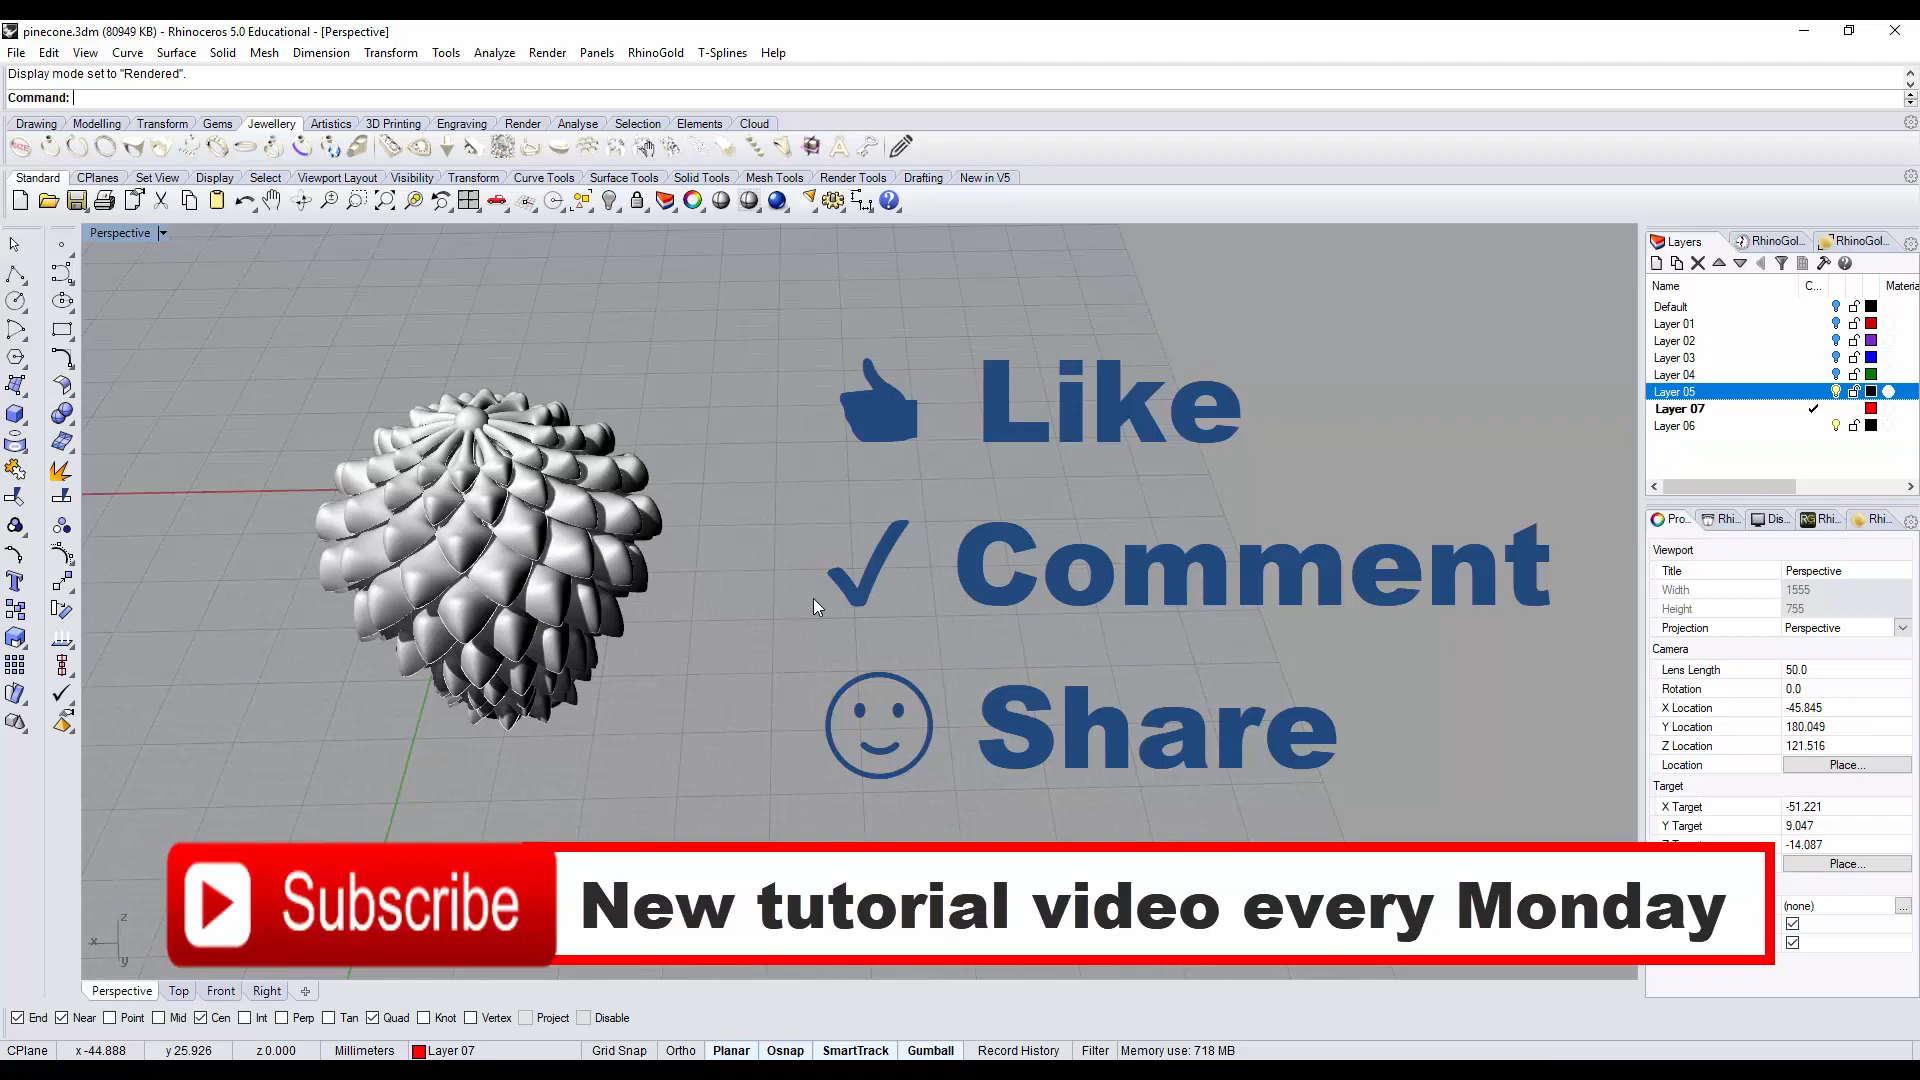 pinecone.3dm (80949 KB) - Rhinoceros 5.0 Educational - [Perspective]
File Edit View Curve Surface Solid Mesh Dimension Transform Tools Analyze Render Panels RhinoGold T-Splines Help
Display mode set to "Rendered".
Command:
Drawing Modelling Transform Gems Jewellery Artistics 3D Printing Engraving Render Analyse Selection Elements Cloud
Standard CPlanes Set View Display Select Viewport Layout Visibility Transform Curve Tools Surface Tools Solid Tools Mesh Tools Render Tools Drafting New in V5
Perspective
Layers RhinoGol... RhinoGol...
Name C... Materia
Default
Layer 01
Layer 02
Layer 03
Layer 04
Layer 05
Layer 07
Layer 06
Like
Comment
Share
Pro... Rhi... Dis... Rhi... Rhi...
Viewport
Title Perspective
Width 1555
Height 755
Projection Perspective
Camera
Lens Length 50.0
Rotation 0.0
X Location -45.845
Y Location 180.049
Z Location 121.516
Location Place...
Target
X Target -51.221
Y Target 9.047
-14.087
Place...
(none) ...
Subscribe New tutorial video every Monday
z
x
y
Perspective Top Front Right
End Near Point Mid Cen Int Perp Tan Quad Knot Vertex Project Disable
CPlane x -44.888 y 25.926 z 0.000 Millimeters Layer 07 Grid Snap Ortho Planar Osnap SmartTrack Gumball Record History Filter Memory use: 718 MB